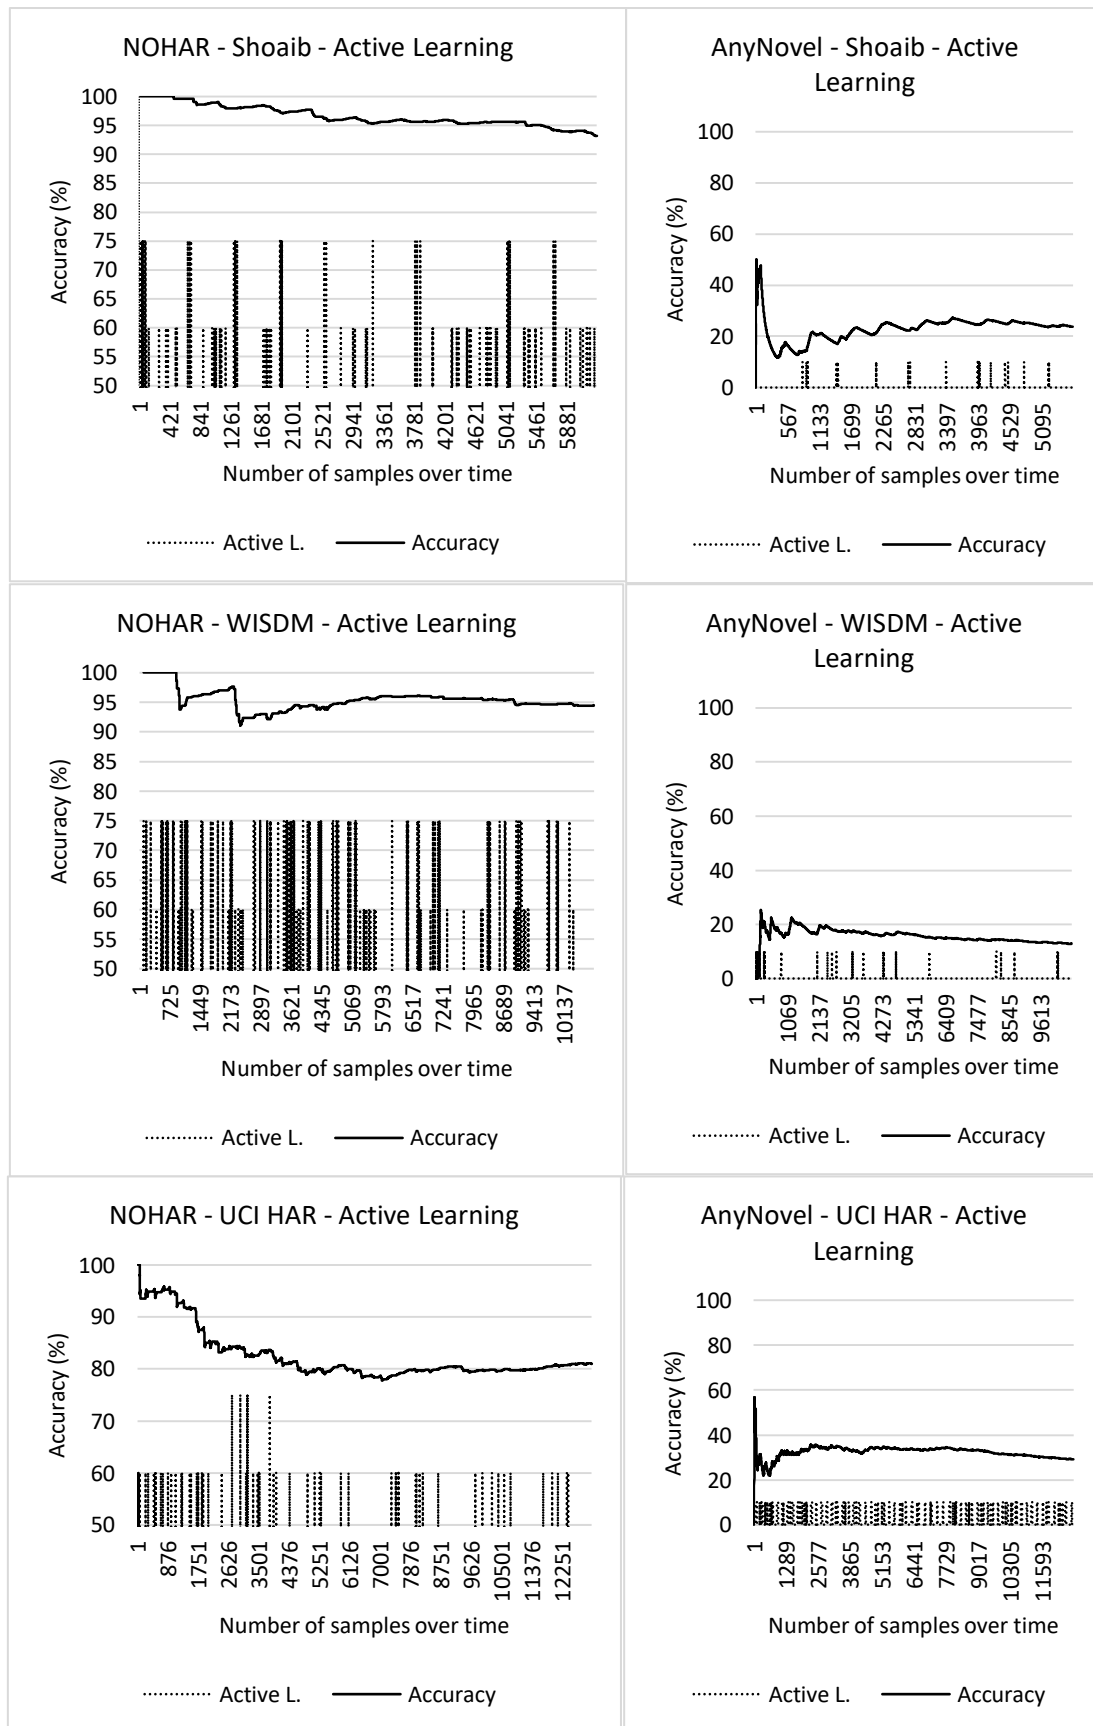 NOHAR - Shoaib - Active Learning
100
95
90
85
80
75
70
65
60
55
50
Accuracy (%)
1 421 841 1261 1681 2101 2521 2941 3361 3781 4201 4621 5041 5461 5881
Number of samples over time
Active L. Accuracy
AnyNovel - Shoaib - Active
Learning
100
80
60
40
20
0
Accuracy (%)
1 567 1133 1699 2265 2831 3397 3963 4529 5095
Number of samples over time
Active L. Accuracy
NOHAR - WISDM - Active Learning
100
95
90
85
80
75
70
65
60
55
50
Accuracy (%)
1 725 1449 2173 2897 3621 4345 5069 5793 6517 7241 7965 8689 9413 10137
Number of samples over time
Active L. Accuracy
AnyNovel - WISDM - Active
Learning
100
80
60
40
20
0
Accuracy (%)
1 1069 2137 3205 4273 5341 6409 7477 8545 9613
Number of samples over time
Active L. Accuracy
NOHAR - UCI HAR - Active Learning
100
90
80
70
60
50
Accuracy (%)
1 876 1751 2626 3501 4376 5251 6126 7001 7876 8751 9626 10501 11376 12251
Number of samples over time
Active L. Accuracy
AnyNovel - UCI HAR - Active
Learning
100
80
60
40
20
0
Accuracy (%)
1 1289 2577 3865 5153 6441 7729 9017 10305 11593
Number of samples over time
Active L. Accuracy